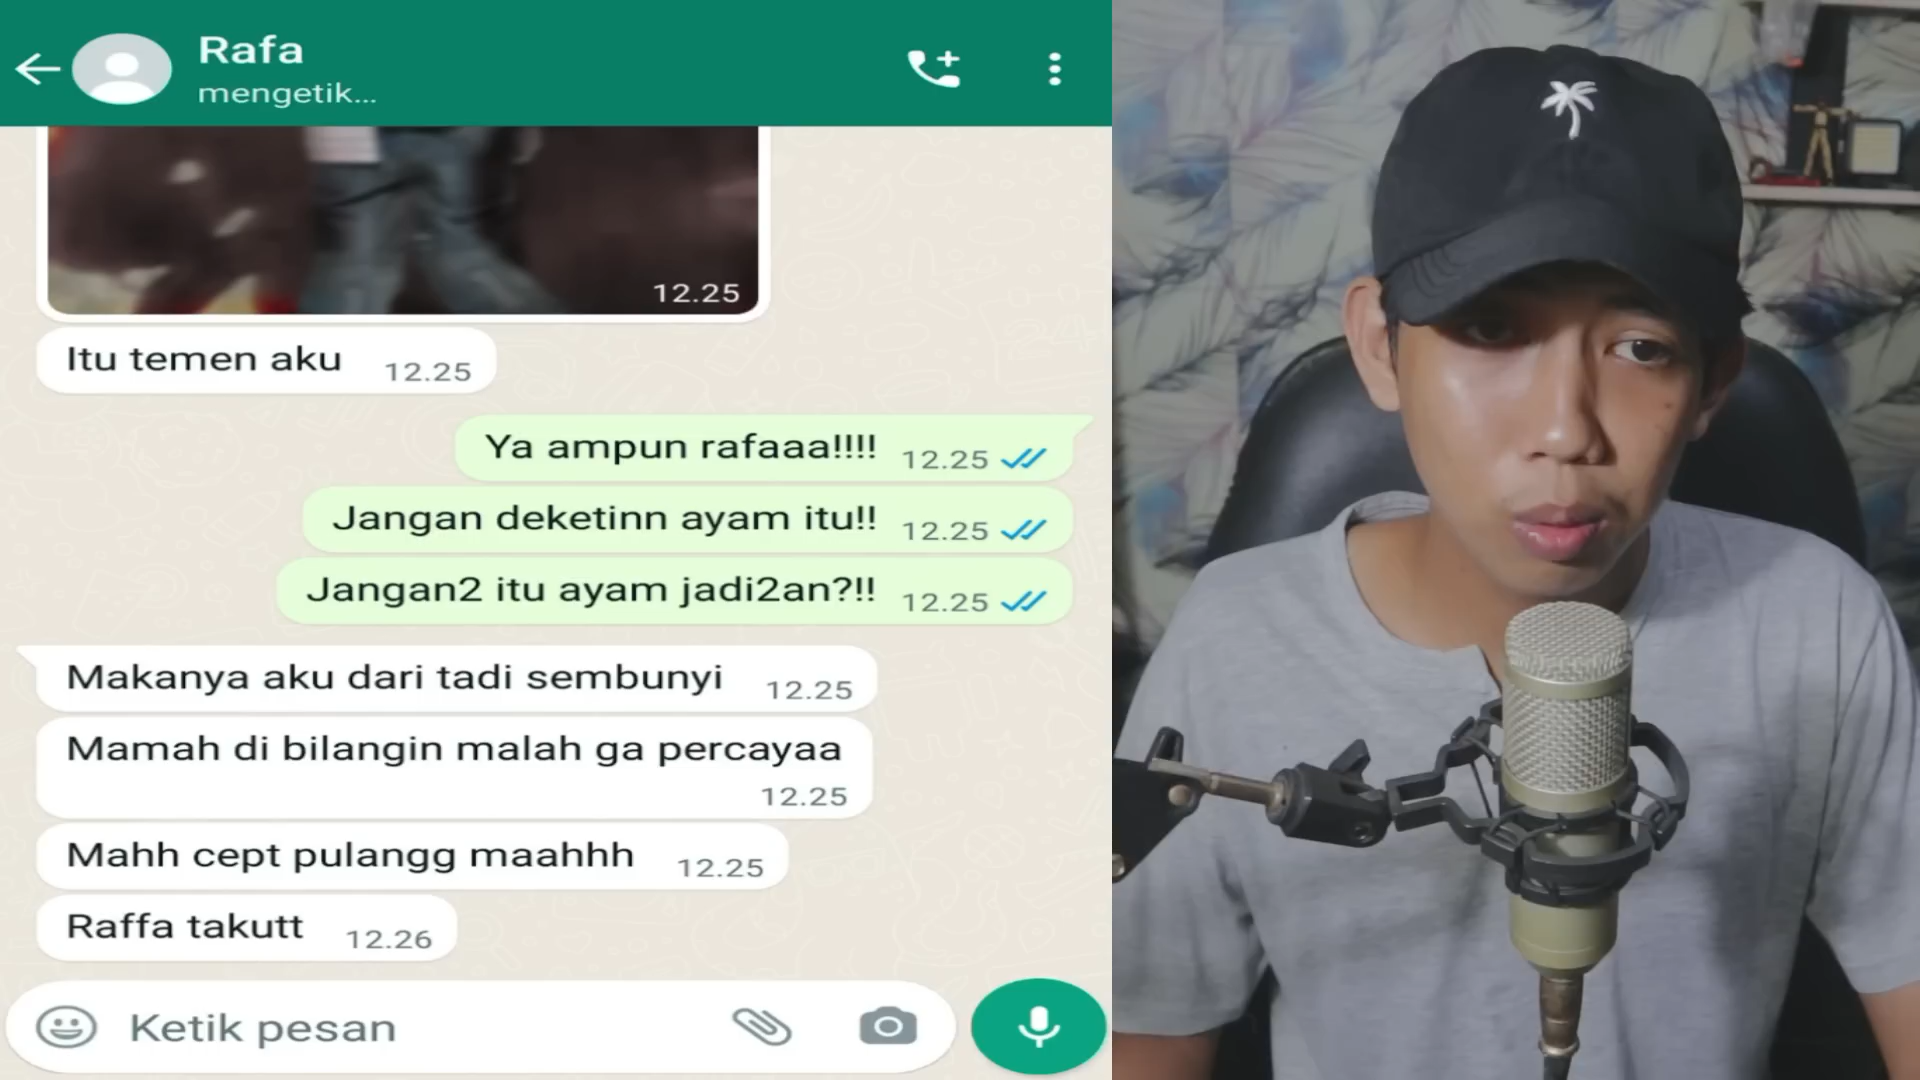 Rafa
mengetik...
12.25
Itu temen aku 12.25
Ya ampun rafaaa!!!! 12.25
Jangan deketinn ayam itu!! 12.25
Jangan2 itu ayam jadi2an?!! 12.25
Makanya aku dari tadi sembunyi 12.25
Mamah di bilangin malah ga percayaa
12.25
Mahh cept pulangg maahhh 12.25
Raffa takutt 12.26
Ketik pesan